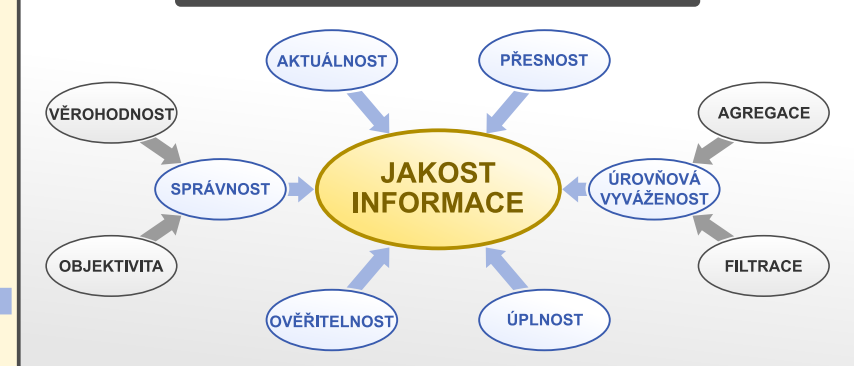 AKTUÁLNOST
PŘESNOST
VĚROHODNOST
AGREGACE
SPRÁVNOST
JAKOST
INFORMACE
ÚROVŇOVÁ
VYVÁŽENOST
OBJEKTIVITA
FILTRACE
OVĚŘITELNOST
ÚPLNOST